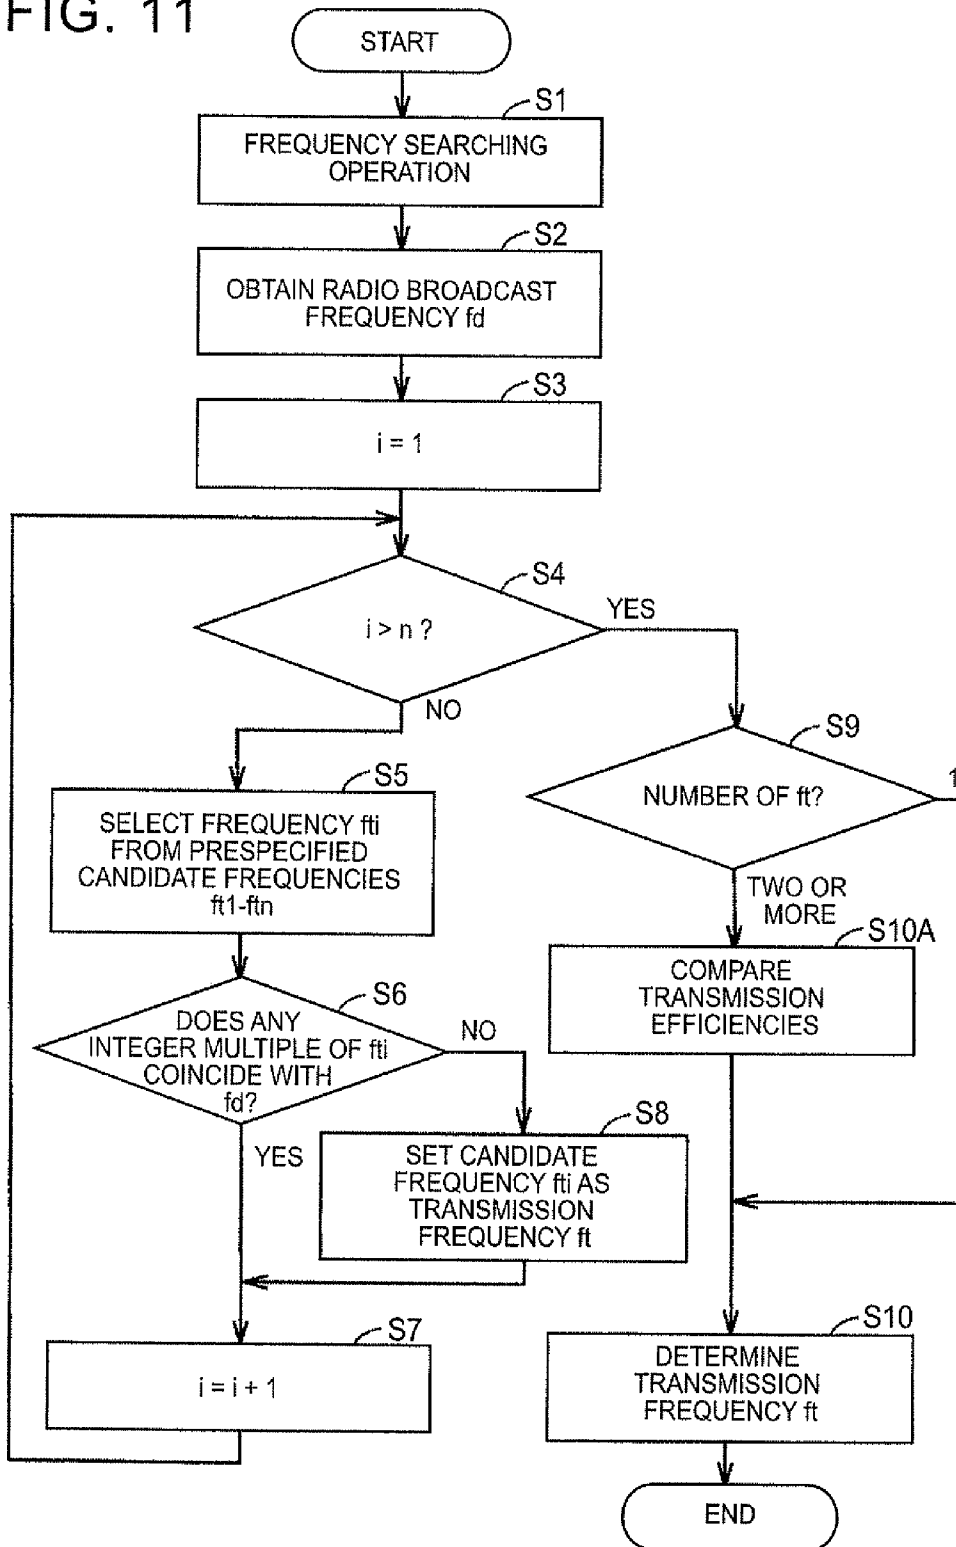 FIG. 11
START
S1
FREQUENCY SEARCHING
OPERATION
S2
OBTAIN RADIO BROADCAST
FREQUENCY fd
S3
i = 1
S4
i > n ?
YES
NO
S5
SELECT FREQUENCY fti
FROM PRESPECIFIED
CANDIDATE FREQUENCIES
ft1-ftn
S6
DOES ANY
INTEGER MULTIPLE OF fti
COINCIDE WITH
fd?
NO
YES
S8
SET CANDIDATE
FREQUENCY fti AS
TRANSMISSION
FREQUENCY ft
S7
i = i + 1
S9
NUMBER OF ft?
1
TWO OR
MORE
S10A
COMPARE
TRANSMISSION
EFFICIENCIES
S10
DETERMINE
TRANSMISSION
FREQUENCY ft
END